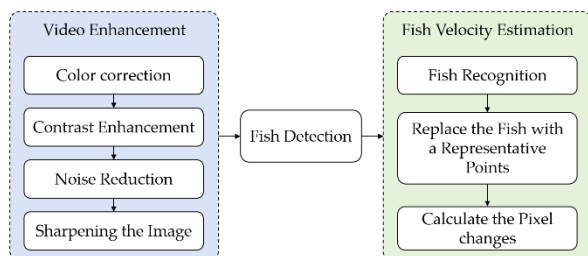 Video Enhancement
Color correction
Contrast Enhancement
Noise Reduction
Sharpening the Image
Fish Detection
Fish Velocity Estimation
Fish Recognition
Replace the Fish with
a Representative
Points
Calculate the Pixel
changes